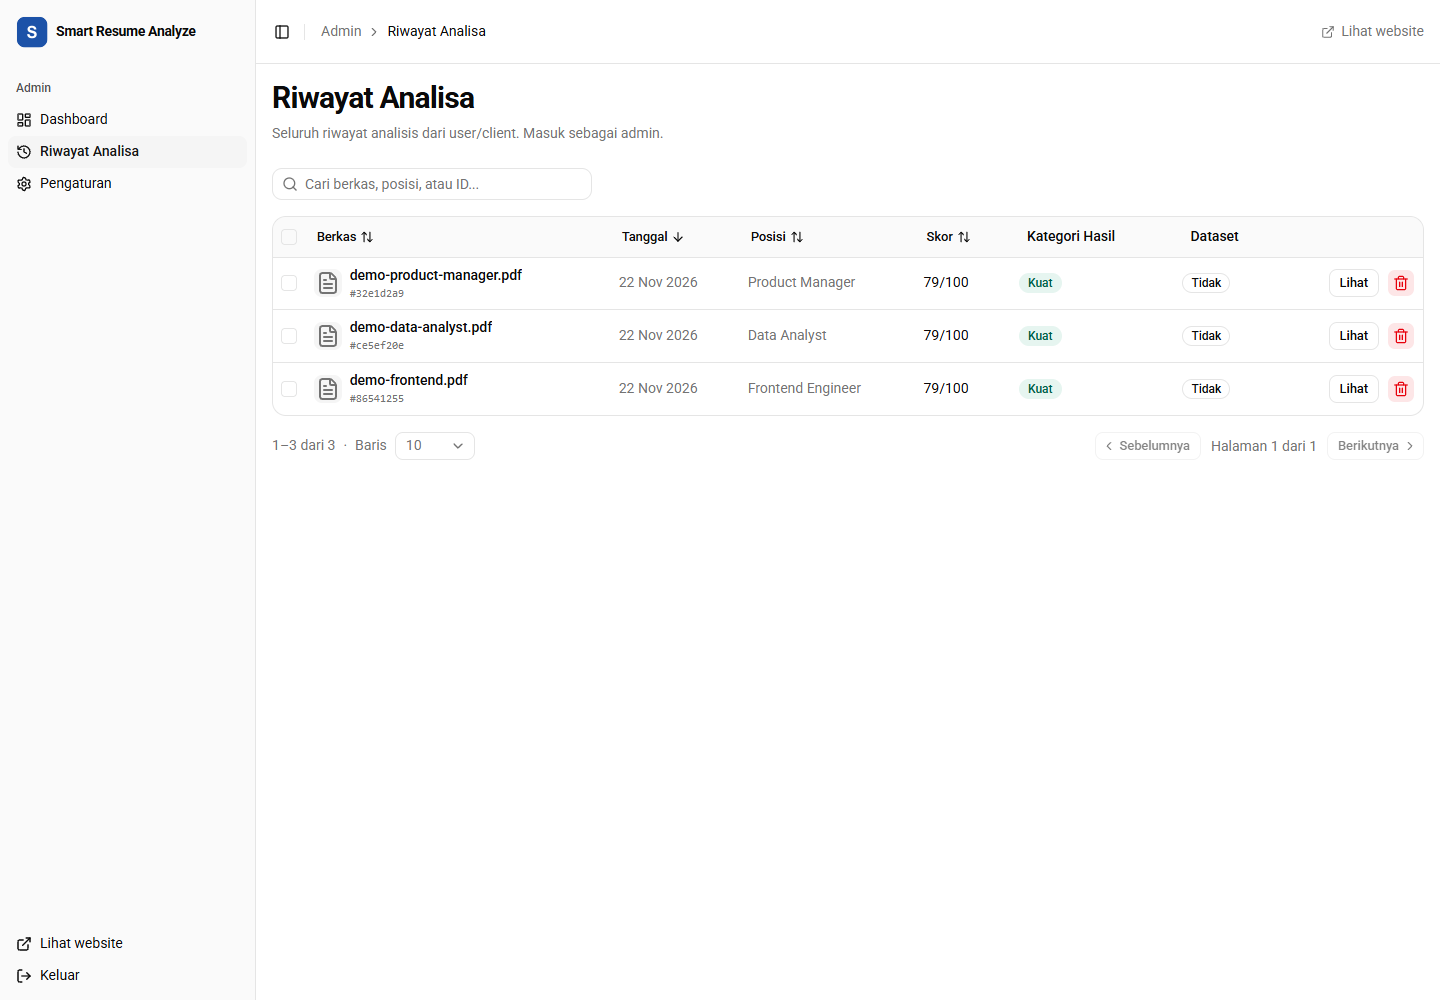 S Smart Resume Analyze
Admin
Dashboard
Riwayat Analisa
Pengaturan
Lihat website
Keluar
Admin > Riwayat Analisa
Lihat website
Riwayat Analisa
Seluruh riwayat analisis dari user/client. Masuk sebagai admin.
Cari berkas, posisi, atau ID...
Berkas Tanggal Posisi Skor Kategori Hasil Dataset
demo-product-manager.pdf 22 Nov 2026 Product Manager 79/100 Kuat Tidak Lihat
#32e1d2a9
demo-data-analyst.pdf 22 Nov 2026 Data Analyst 79/100 Kuat Tidak Lihat
#ce5ef20e
demo-frontend.pdf 22 Nov 2026 Frontend Engineer 79/100 Kuat Tidak Lihat
#86541255
1–3 dari 3 · Baris 10 Sebelumnya Halaman 1 dari 1 Berikutnya